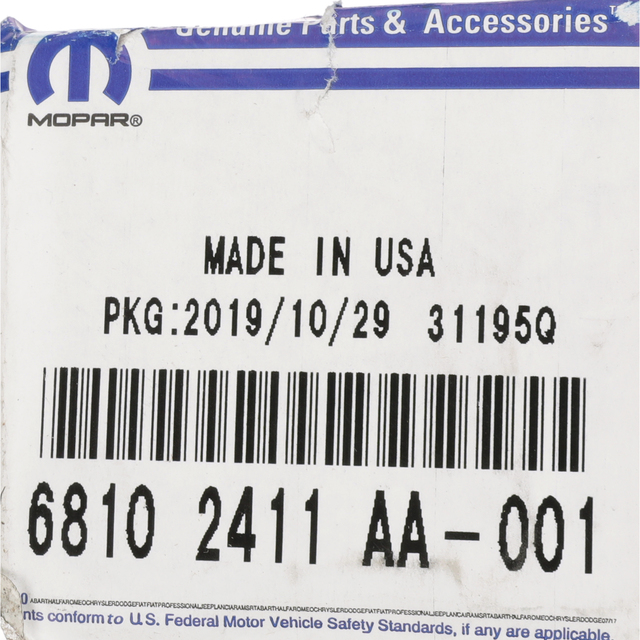 Genuine Parts & Accessories™
MOPAR®
MADE IN USA
PKG:2019/10/29 31195Q
6810 2411 AA-001
nts conform to U.S. Federal Motor Vehicle Safety Standards, if any are applicable.